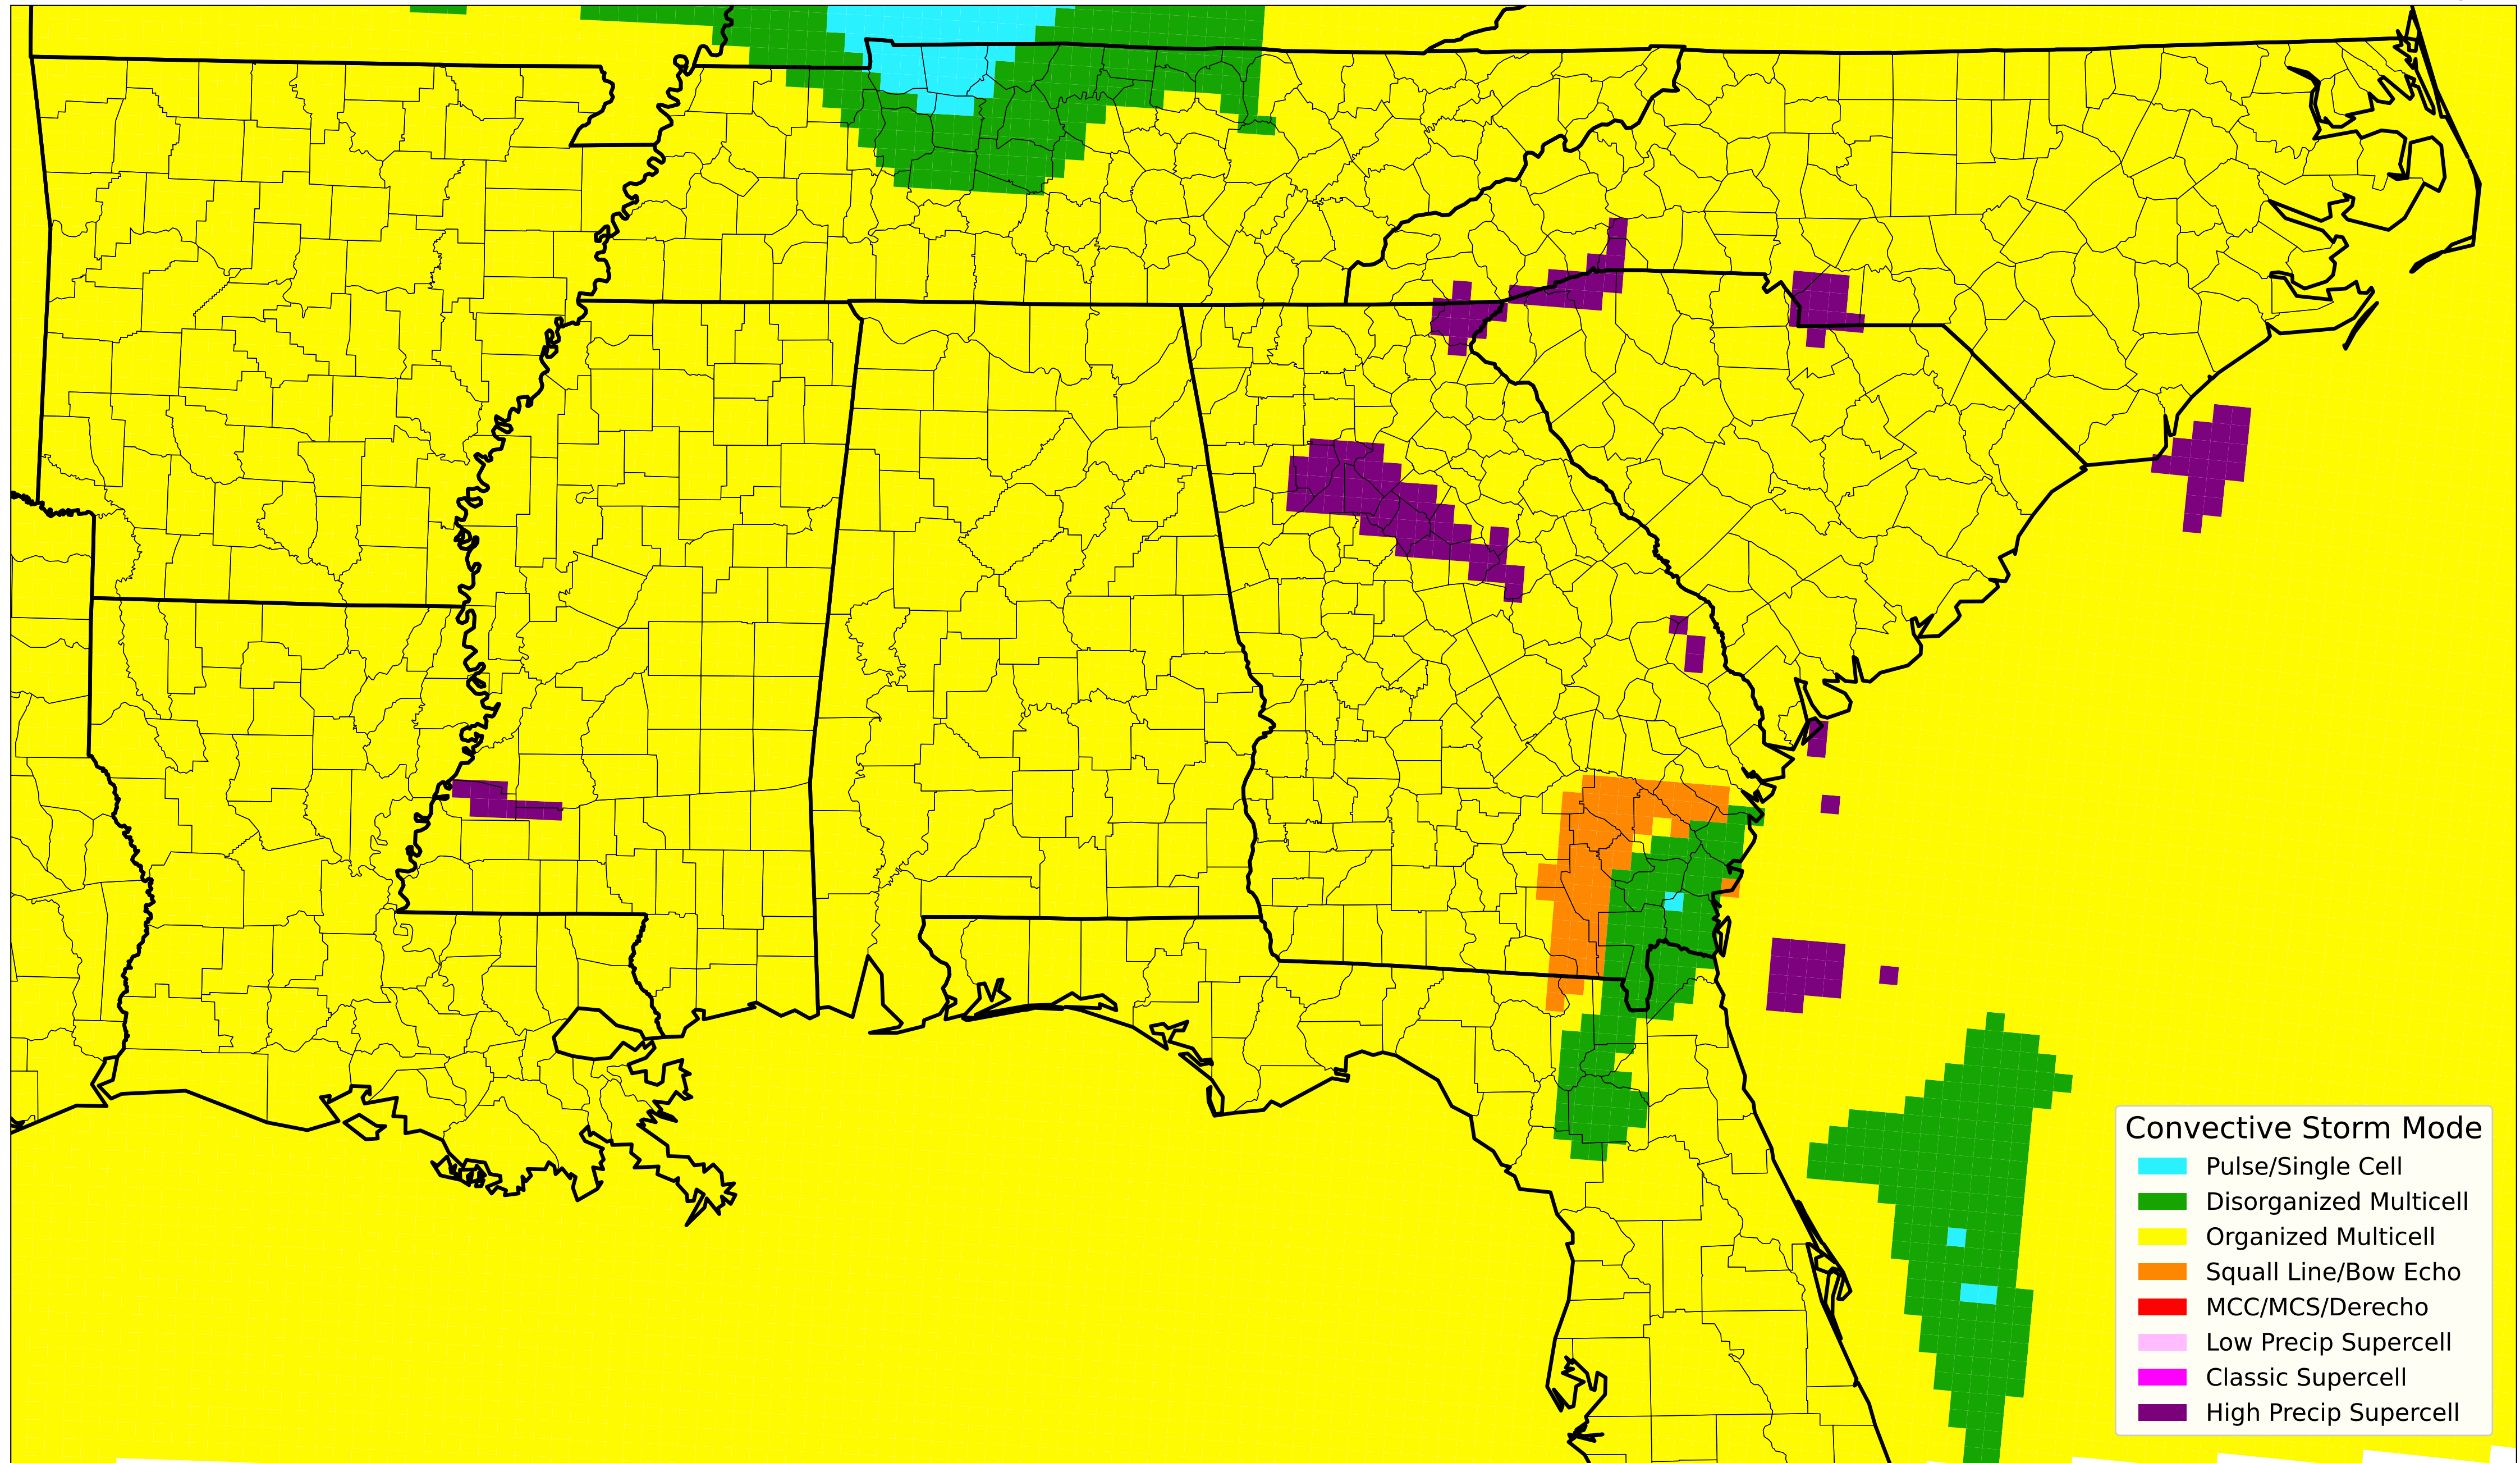 Convective Storm Mode
Pulse/Single Cell
Disorganized Multicell
Organized Multicell
Squall Line/Bow Echo
MCC/MCS/Derecho
Low Precip Supercell
Classic Supercell
High Precip Supercell